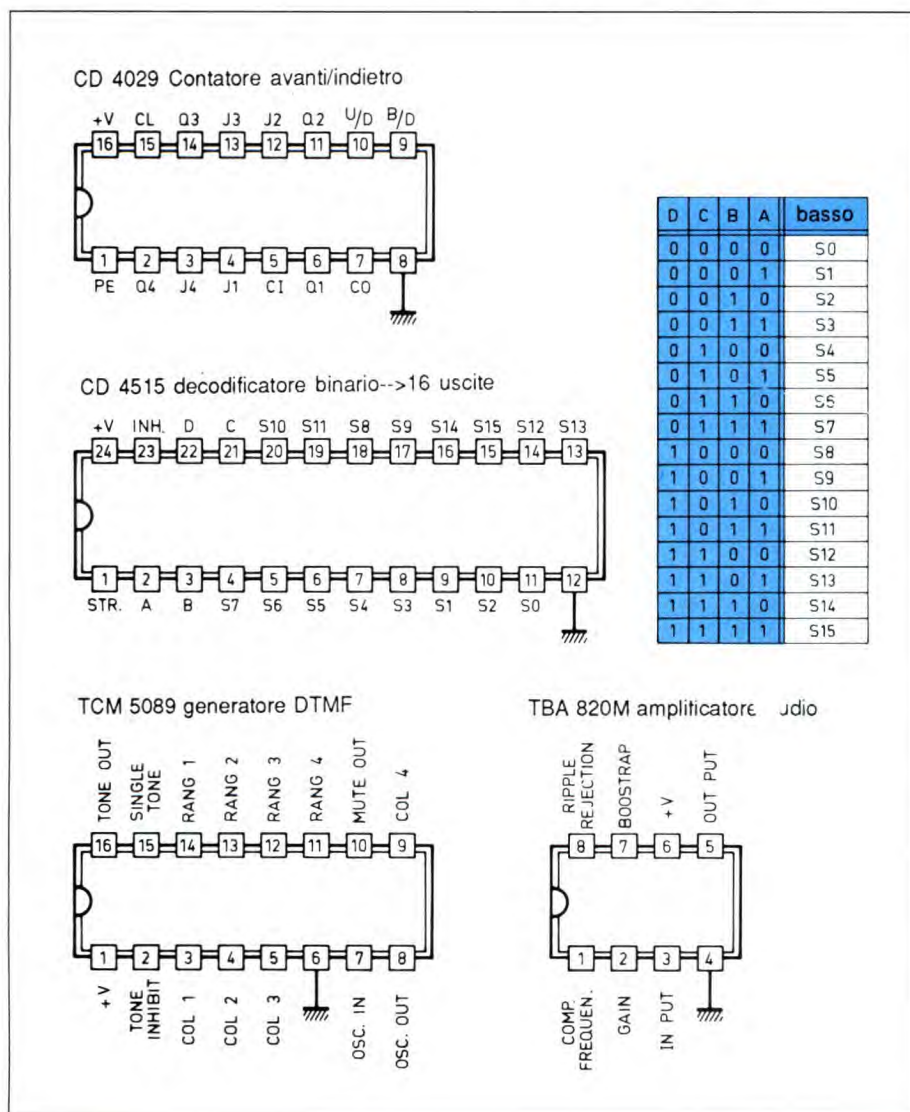 CD 4029 Contatore avanti/indietro
+V CL Q3 J3 J2 Q2 U/D B/D
16 15 14 13 12 11 10 9
1 2 3 4 5 6 7 8
PE Q4 J4 J1 CI Q1 CO
CD 4515 decodificatore binario-->16 uscite
+V INH. D C S10 S11 S8 S9 S14 S15 S12 S13
24 23 22 21 20 19 18 17 16 15 14 13
1 2 3 4 5 6 7 8 9 10 11 12
STR. A B S7 S6 S5 S4 S3 S1 S2 S0
D C B A basso
0 0 0 0 S0
0 0 0 1 S1
0 0 1 0 S2
0 0 1 1 S3
0 1 0 0 S4
0 1 0 1 S5
0 1 1 0 S6
0 1 1 1 S7
1 0 0 0 S8
1 0 0 1 S9
1 0 1 0 S10
1 0 1 1 S11
1 1 0 0 S12
1 1 0 1 S13
1 1 1 0 S14
1 1 1 1 S15
TCM 5089 generatore DTMF
TONE OUT
SINGLE
TONE
RANG 1
RANG 2
RANG 3
RANG 4
MUTE OUT
COL 4
16 15 14 13 12 11 10 9
1 2 3 4 5 6 7 8
+V
TONE
INHIBIT
COL 1
COL 2
COL 3
OSC. IN
OSC. OUT
TBA 820M amplificatore
RIPPLE
REJECTION
BOOSTRAP
+V
OUT PUT
8 7 6 5
1 2 3 4
COMP.
FREQUEN.
GAIN
IN PUT